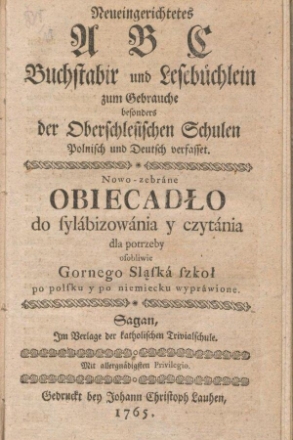 Neueingerichtetes
A B C
Buchstabir und Lesebüchlein
zum Gebrauche
besonders
der Oberschlesischen Schulen
Polnisch und Deutsch verfasset.
Nowo-zebráne
OBIECADŁO
do ſylábizowánia y czytánia
dla potrzeby
oſobliwie
Gornego Sląſká ſzkoł
po polſku y po niemiecku wypráwione.
Sagan,
Im Verlage der katholischen Trivialschule.
Mit allergnädigstem Privilegio.
Gedruckt bey Johann Christoph Lauhen,
1765.